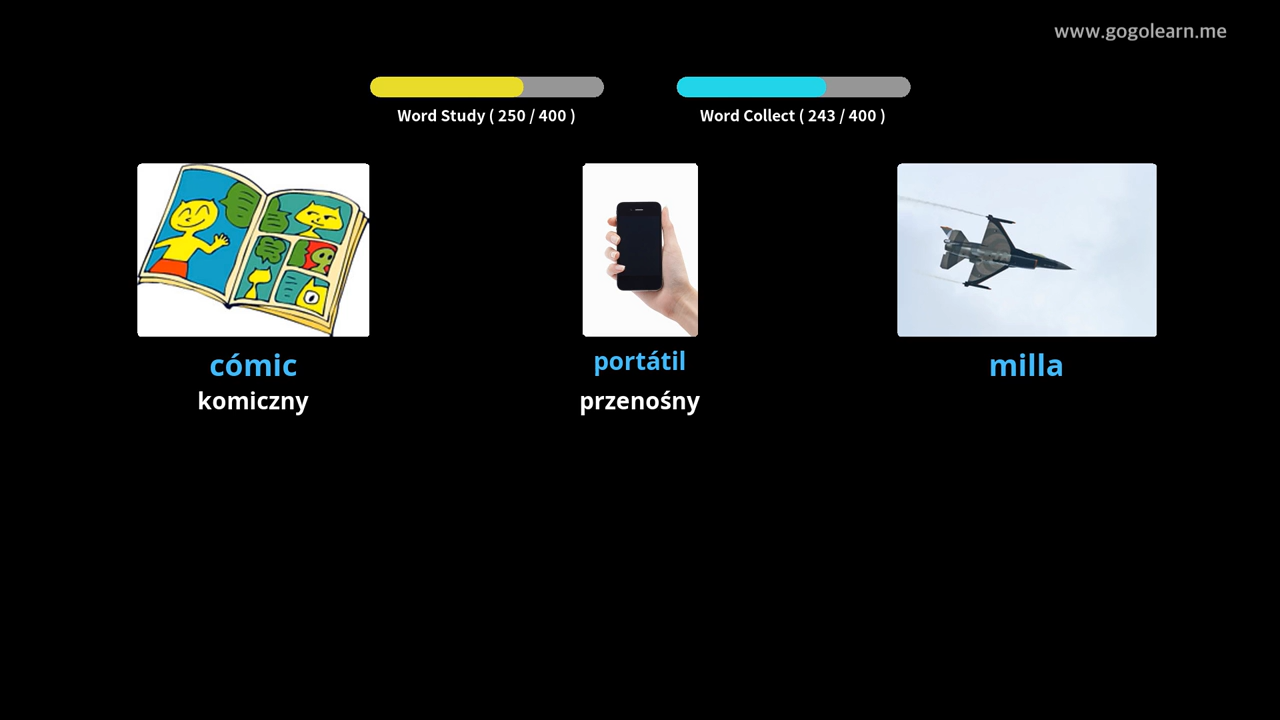 www.gogolearn.me
Word Study ( 250 / 400 )
Word Collect ( 243 / 400 )
cómic
portátil
milla
komiczny
przenośny